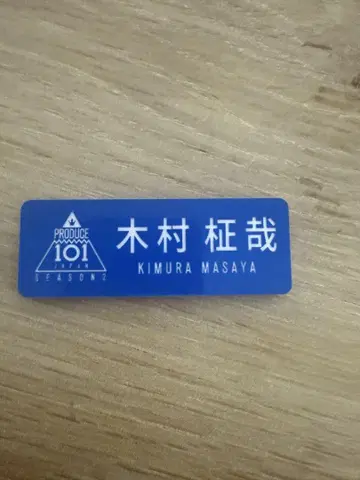 PRODUCE
101
JAPAN
SEASON2
木村 柾哉
KIMURA MASAYA